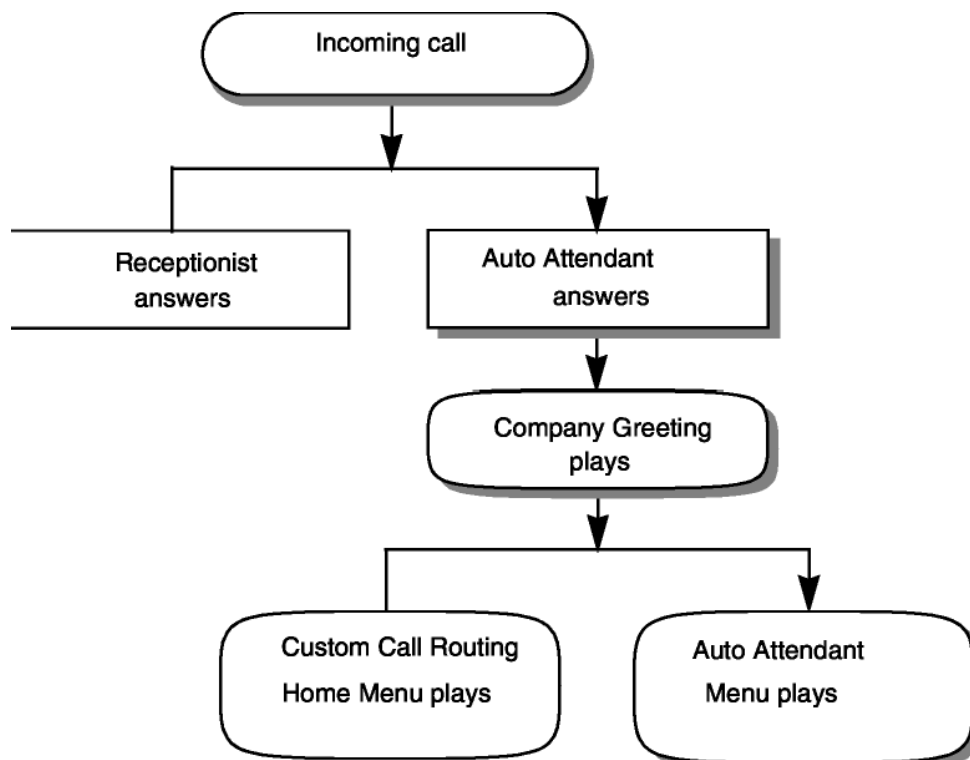 Incoming call
Receptionist
answers
Auto Attendant
answers
Company Greeting
plays
Custom Call Routing
Home Menu plays
Auto Attendant
Menu plays